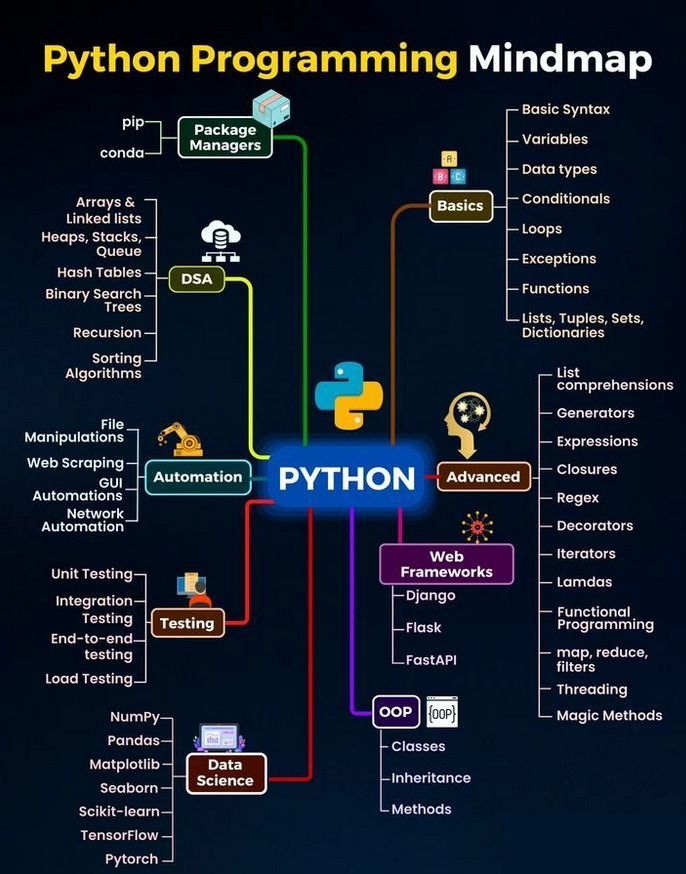 Python Programming Mindmap
pip
conda
Package
Managers
Arrays &
Linked lists
Heaps, Stacks,
Queue
Hash Tables
Binary Search
Trees
Recursion
Sorting
Algorithms
DSA
File
Manipulations
Web Scraping
GUI
Automations
Network
Automation
Automation
Unit Testing
Integration
Testing
End-to-end
testing
Load Testing
Testing
NumPy
Pandas
Matplotlib
Seaborn
Scikit-learn
TensorFlow
Pytorch
Data
Science
PYTHON
A
B
C
Basics
Basic Syntax
Variables
Data types
Conditionals
Loops
Exceptions
Functions
Lists, Tuples, Sets,
Dictionaries
Advanced
List
comprehensions
Generators
Expressions
Closures
Regex
Decorators
Iterators
Lamdas
Functional
Programming
map, reduce,
filters
Threading
Magic Methods
Web
Frameworks
Django
Flask
FastAPI
OOP
{OOP}
Classes
Inheritance
Methods